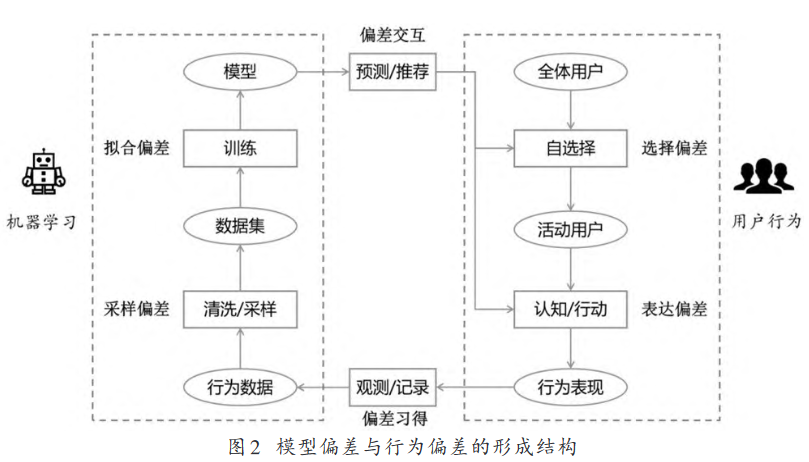 偏差交互
模型
预测/推荐
全体用户
拟合偏差
训练
自选择
选择偏差
机器学习
数据集
活动用户
用户行为
采样偏差
清洗/采样
认知/行动
表达偏差
行为数据
观测/记录
行为表现
偏差习得
图2 模型偏差与行为偏差的形成结构